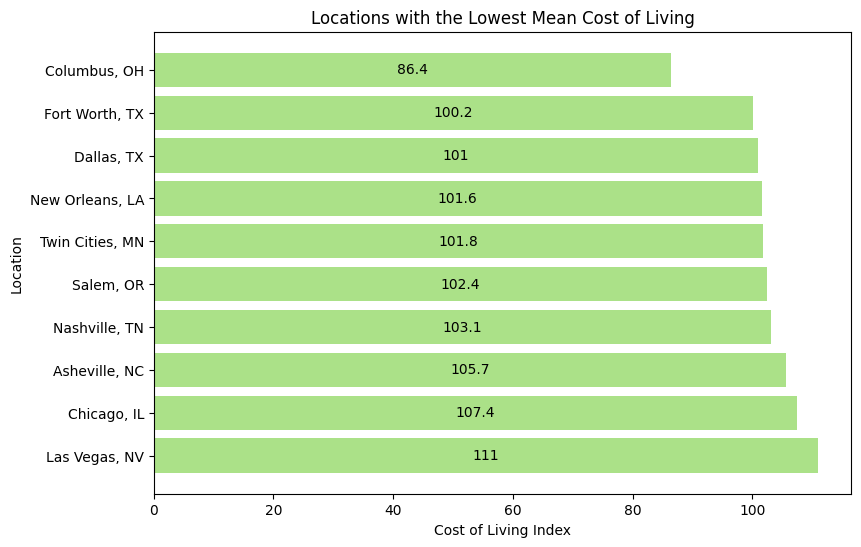 Locations with the Lowest Mean Cost of Living
Columbus, OH 86.4
Fort Worth, TX 100.2
Dallas, TX 101
New Orleans, LA 101.6
Twin Cities, MN 101.8
Salem, OR 102.4
Nashville, TN 103.1
Asheville, NC 105.7
Chicago, IL 107.4
Las Vegas, NV 111
Location
0 20 40 60 80 100
Cost of Living Index